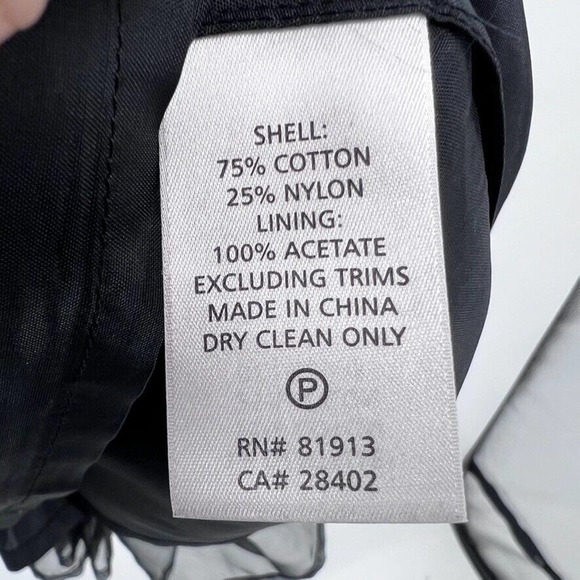 SHELL:
75% COTTON
25% NYLON
LINING:
100% ACETATE
EXCLUDING TRIMS
MADE IN CHINA
DRY CLEAN ONLY
P
RN# 81913
CA# 28402